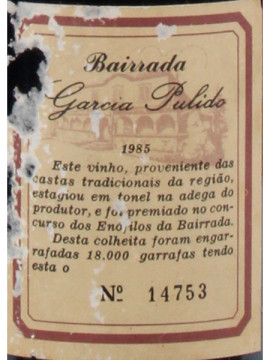 Bairrada
Garcia Pulido
1985
Este vinho, proveniente das
castas tradicionais da região,
estagiou em tonel na adega do
produtor, e foi premiado no con-
curso dos Enófilos da Bairrada.
Desta colheita foram engar-
rafadas 18.000 garrafas tendo
esta o
Nº 14753